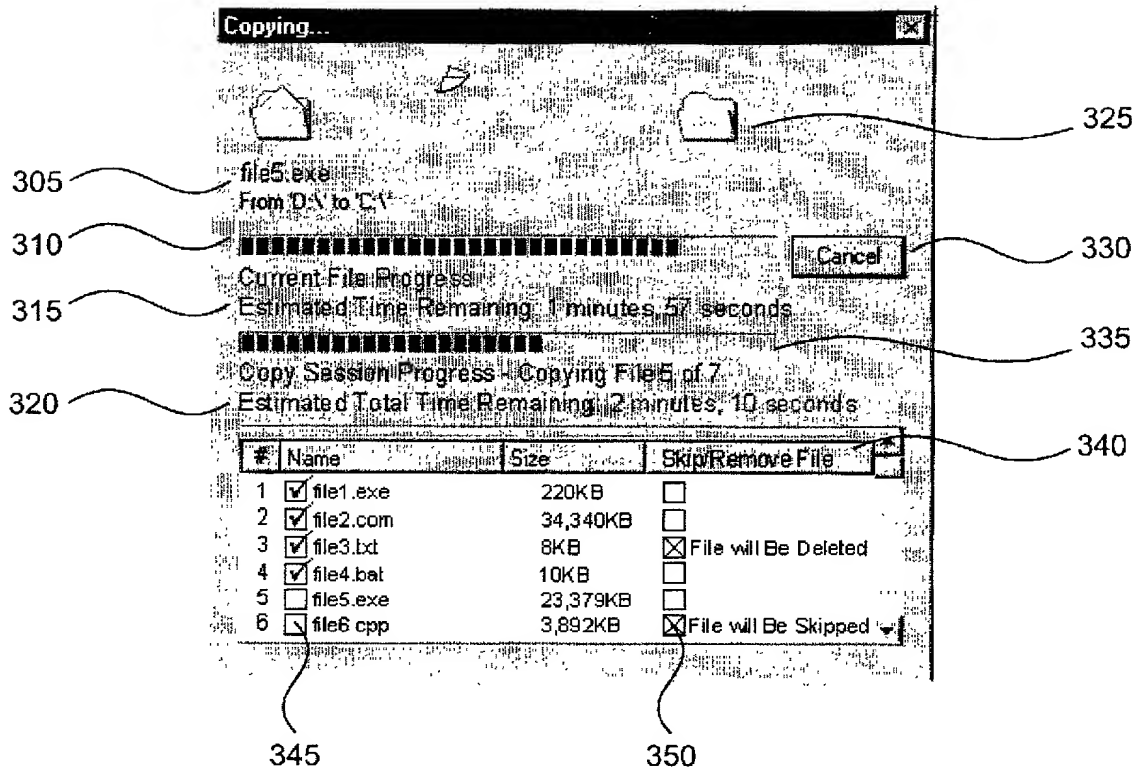 Copying...
325
305
file5.exe
From 'D:\' to 'C:\'
310
Cancel
330
Current File Progress
315
Estimated Time Remaining: 1 minutes, 57 seconds
335
Copy Session Progress - Copying File 5 of 7
320
Estimated Total Time Remaining: 2 minutes, 10 seconds
340
# Name Size Skip/Remove File
1 file1.exe 220KB
2 file2.com 34,340KB
3 file3.txt 8KB File will Be Deleted
4 file4.bat 10KB
5 file5.exe 23,379KB
6 file6.cpp 3,892KB File will Be Skipped
345
350